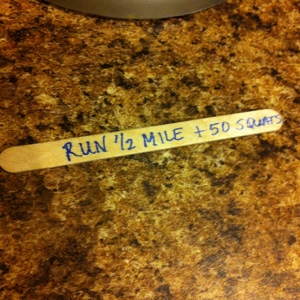 RUN 1/2 MILE + 50 SQUATS